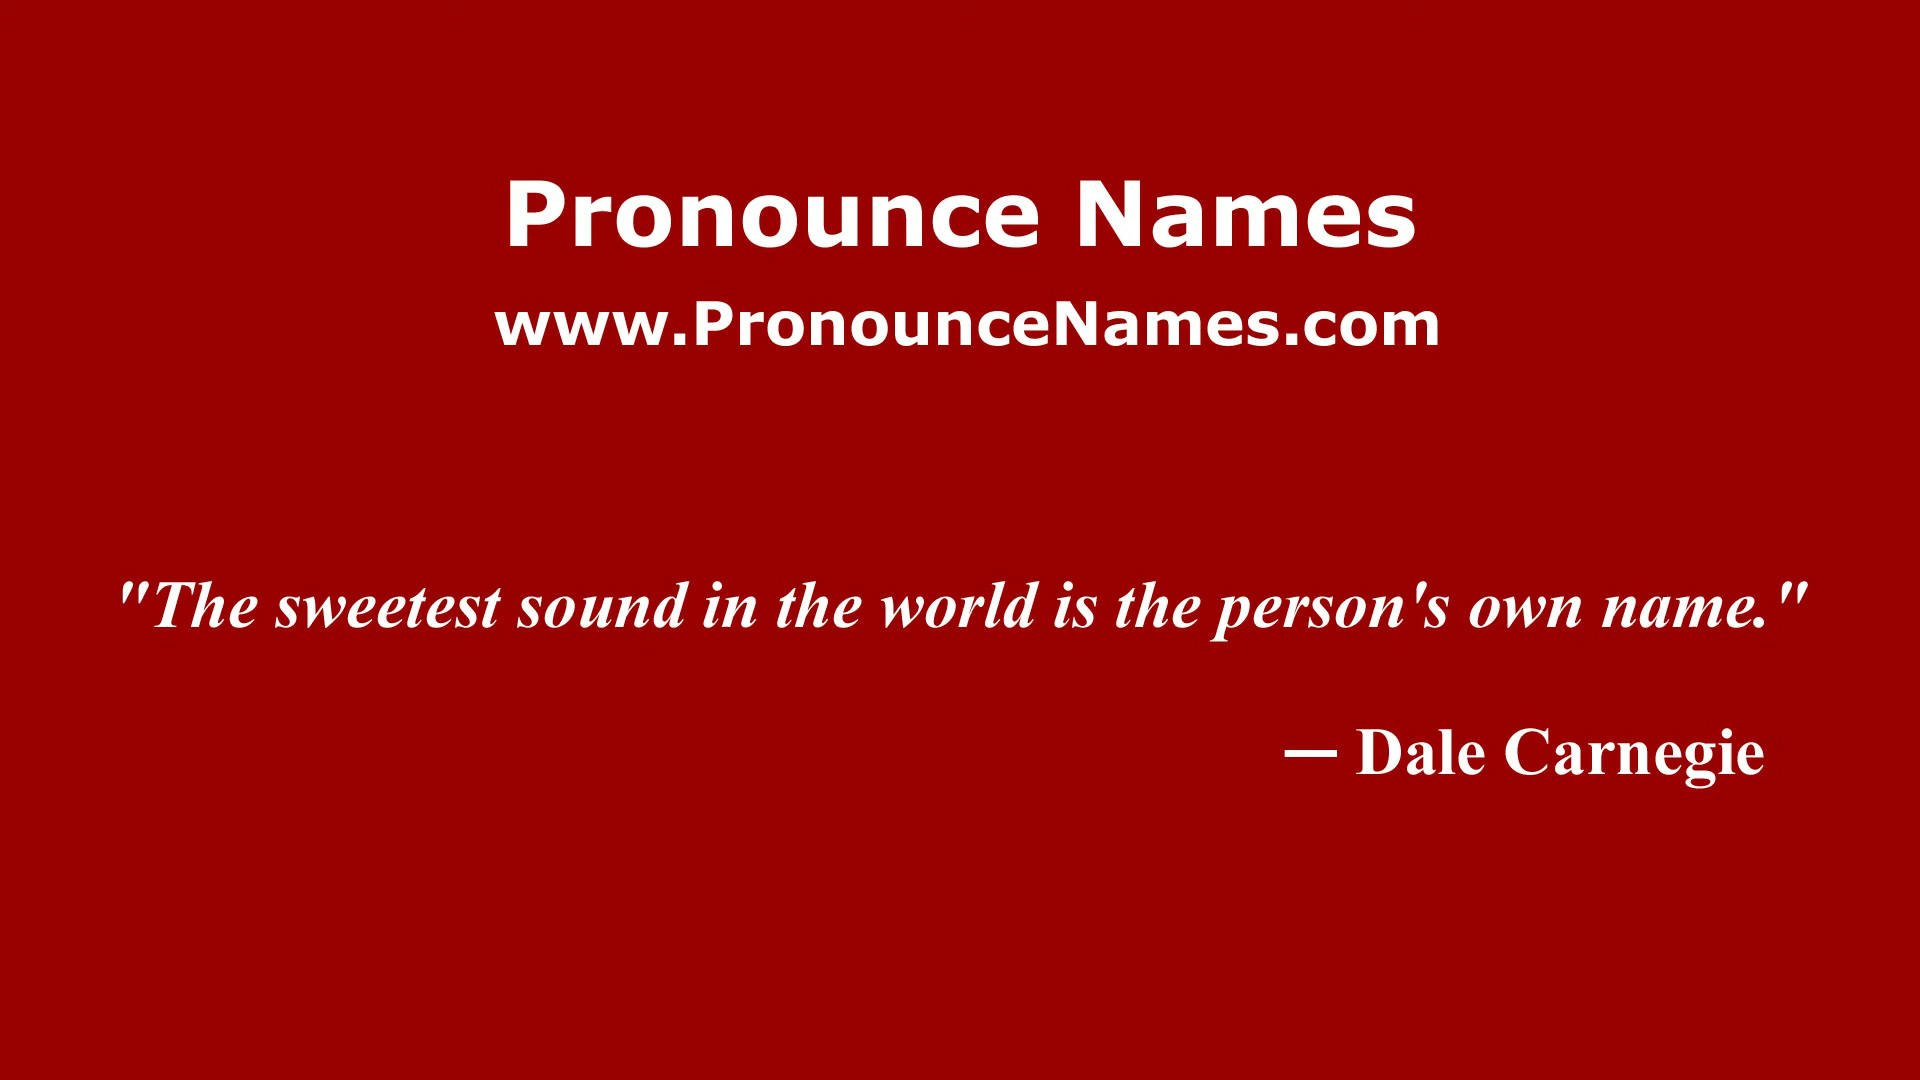 Pronounce Names
www.PronounceNames.com
"The sweetest sound in the world is the person's own name."
— Dale Carnegie